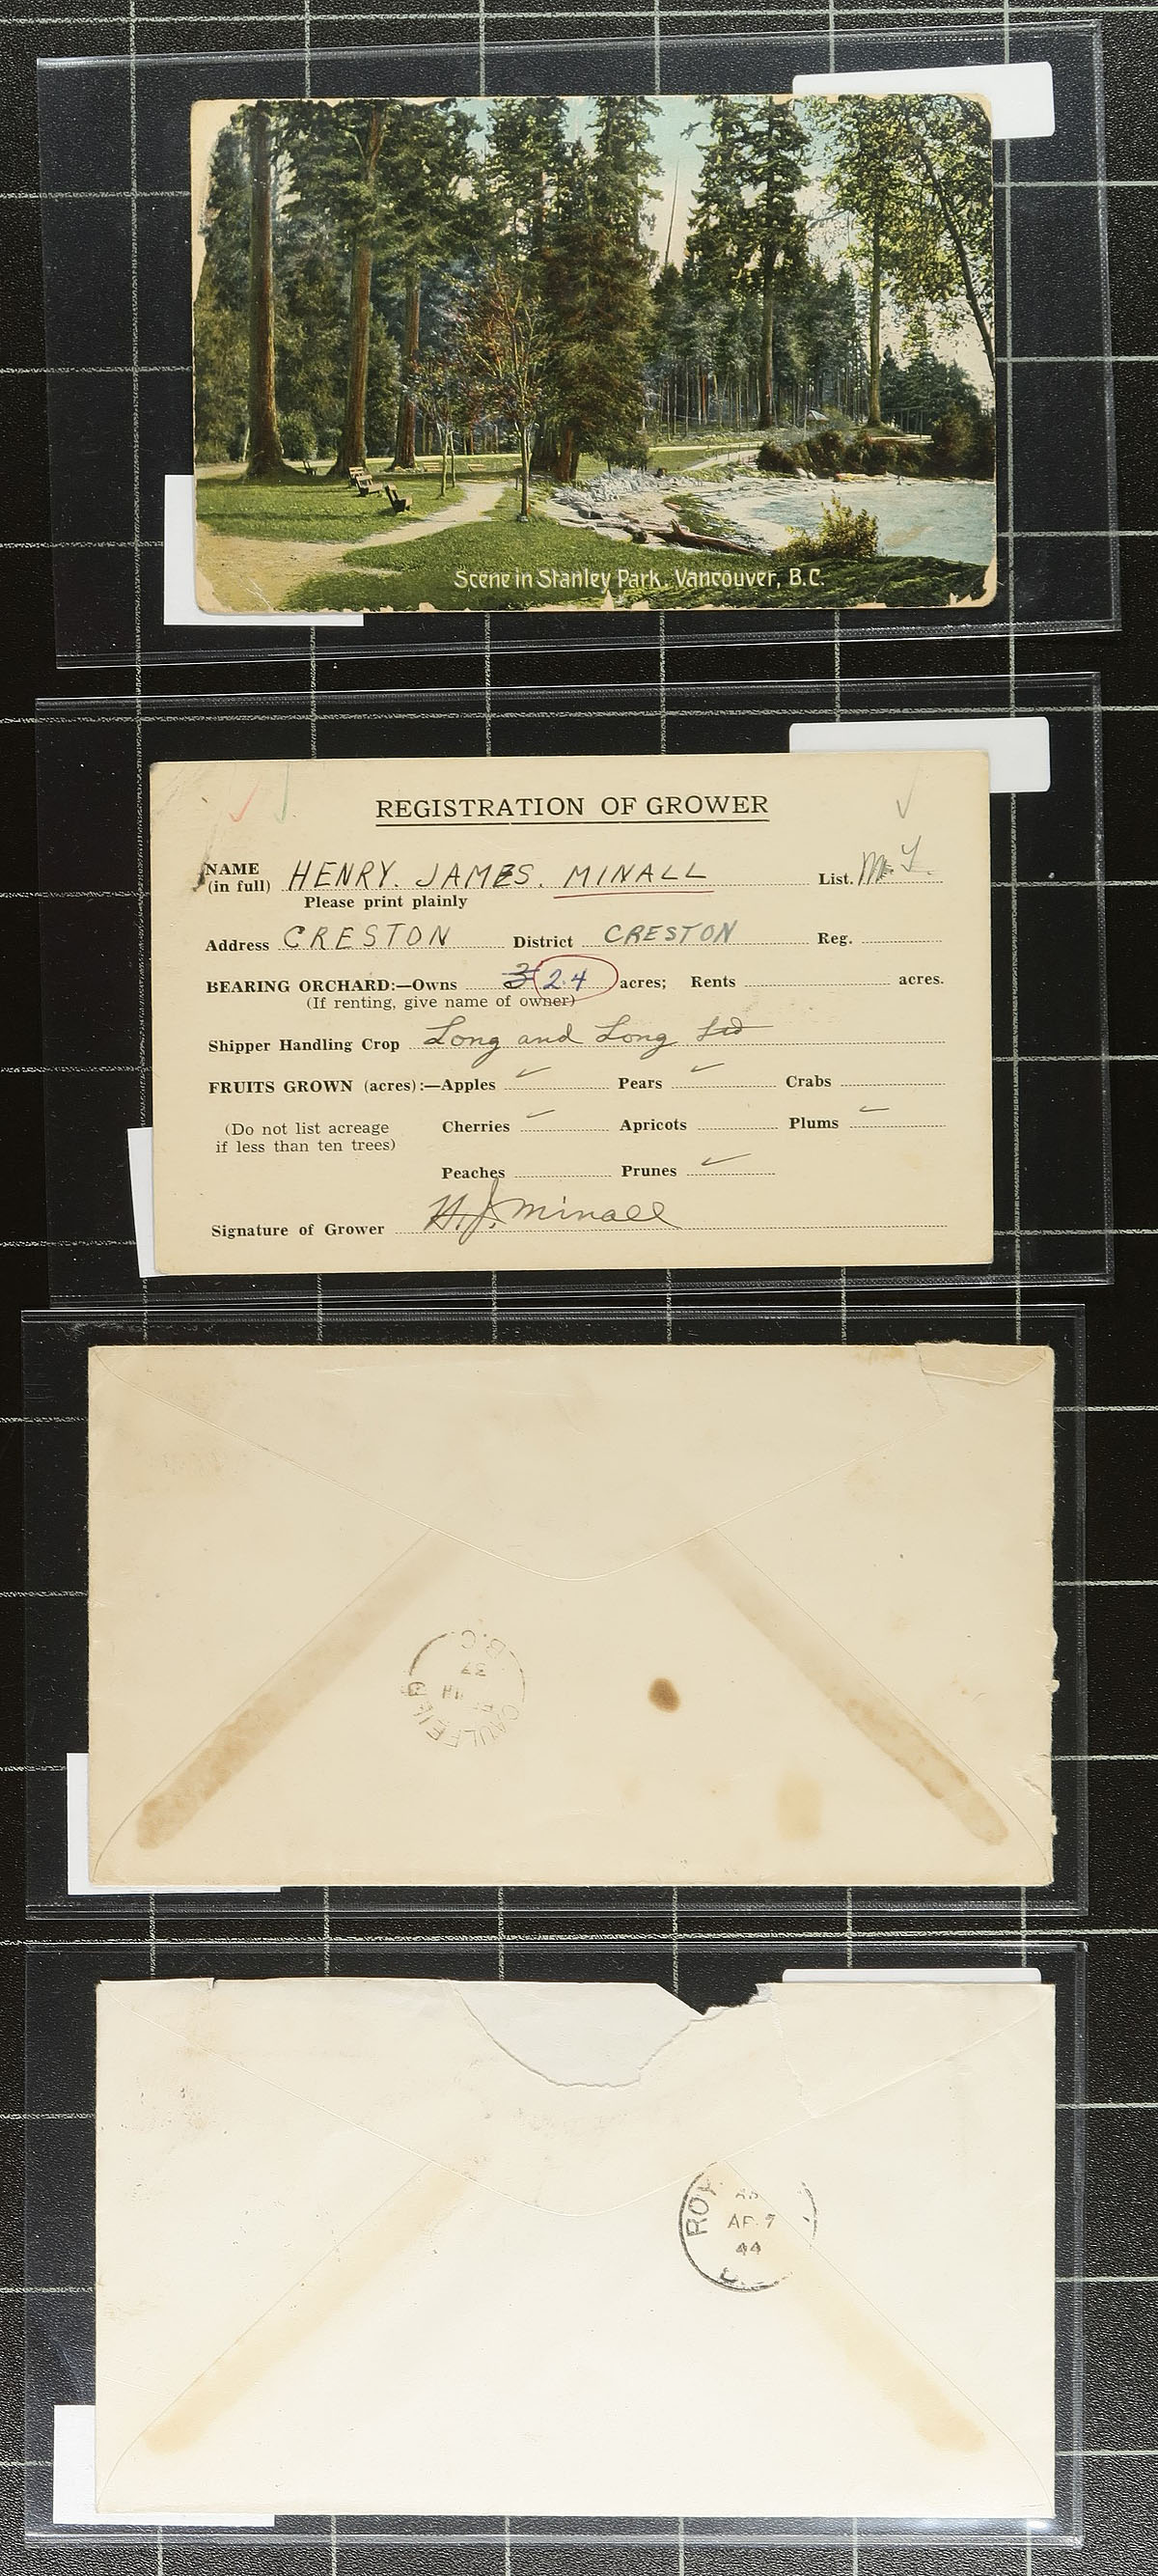 Scene in Stanley Park, Vancouver, B.C.
REGISTRATION OF GROWER
NAME (in full) HENRY. JAMES. MINALL List.
Please print plainly
Address CRESTON District CRESTON Reg.
BEARING ORCHARD:—Owns 3 2.4 acres; Rents acres.
(If renting, give name of owner)
Shipper Handling Crop Long and Long Ltd
FRUITS GROWN (acres):—Apples ✓ Pears ✓ Crabs
(Do not list acreage if less than ten trees) Cherries ✓ Apricots Plums ✓
Peaches Prunes ✓
Signature of Grower H.J. Minall
CAULFEILD
37
B.C.
ROY
AP 7
44